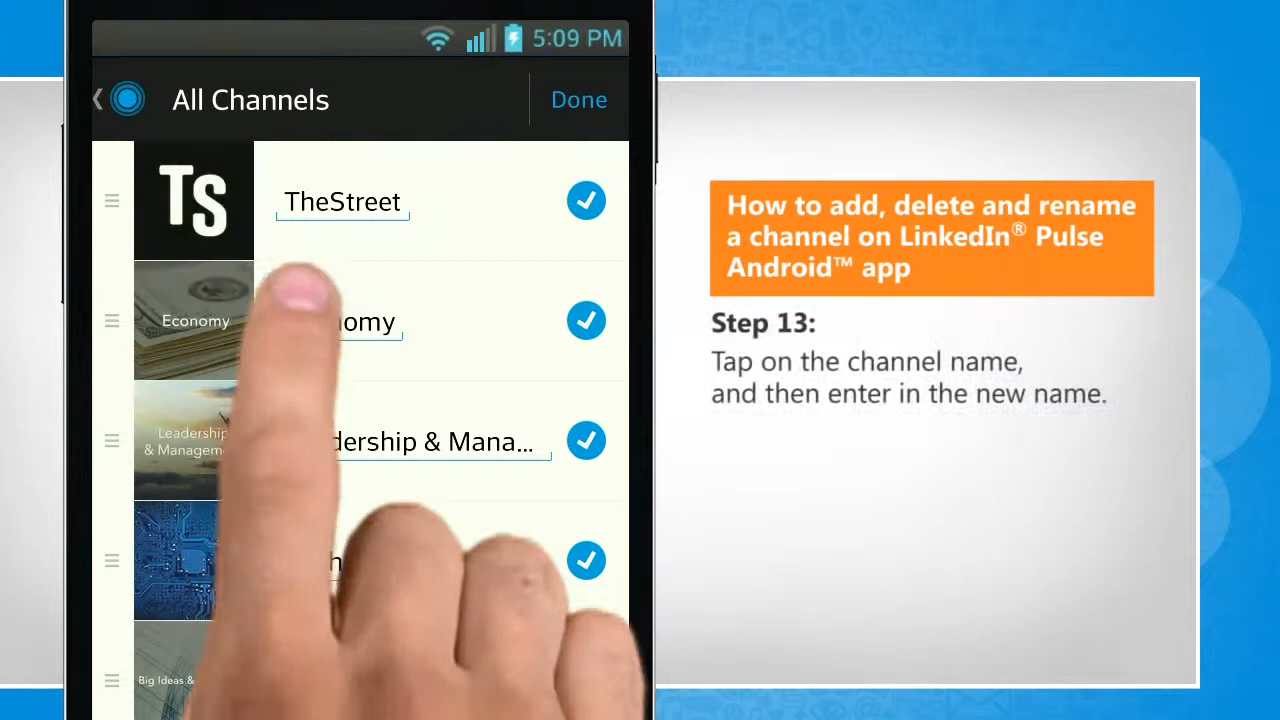 5:09 PM
All Channels
Done
TS
TheStreet
Economy
nomy
Leadership
& Managem
dership & Mana...
Big Ideas &
How to add, delete and rename
a channel on LinkedIn® Pulse
Android™ app
Step 13:
Tap on the channel name,
and then enter in the new name.